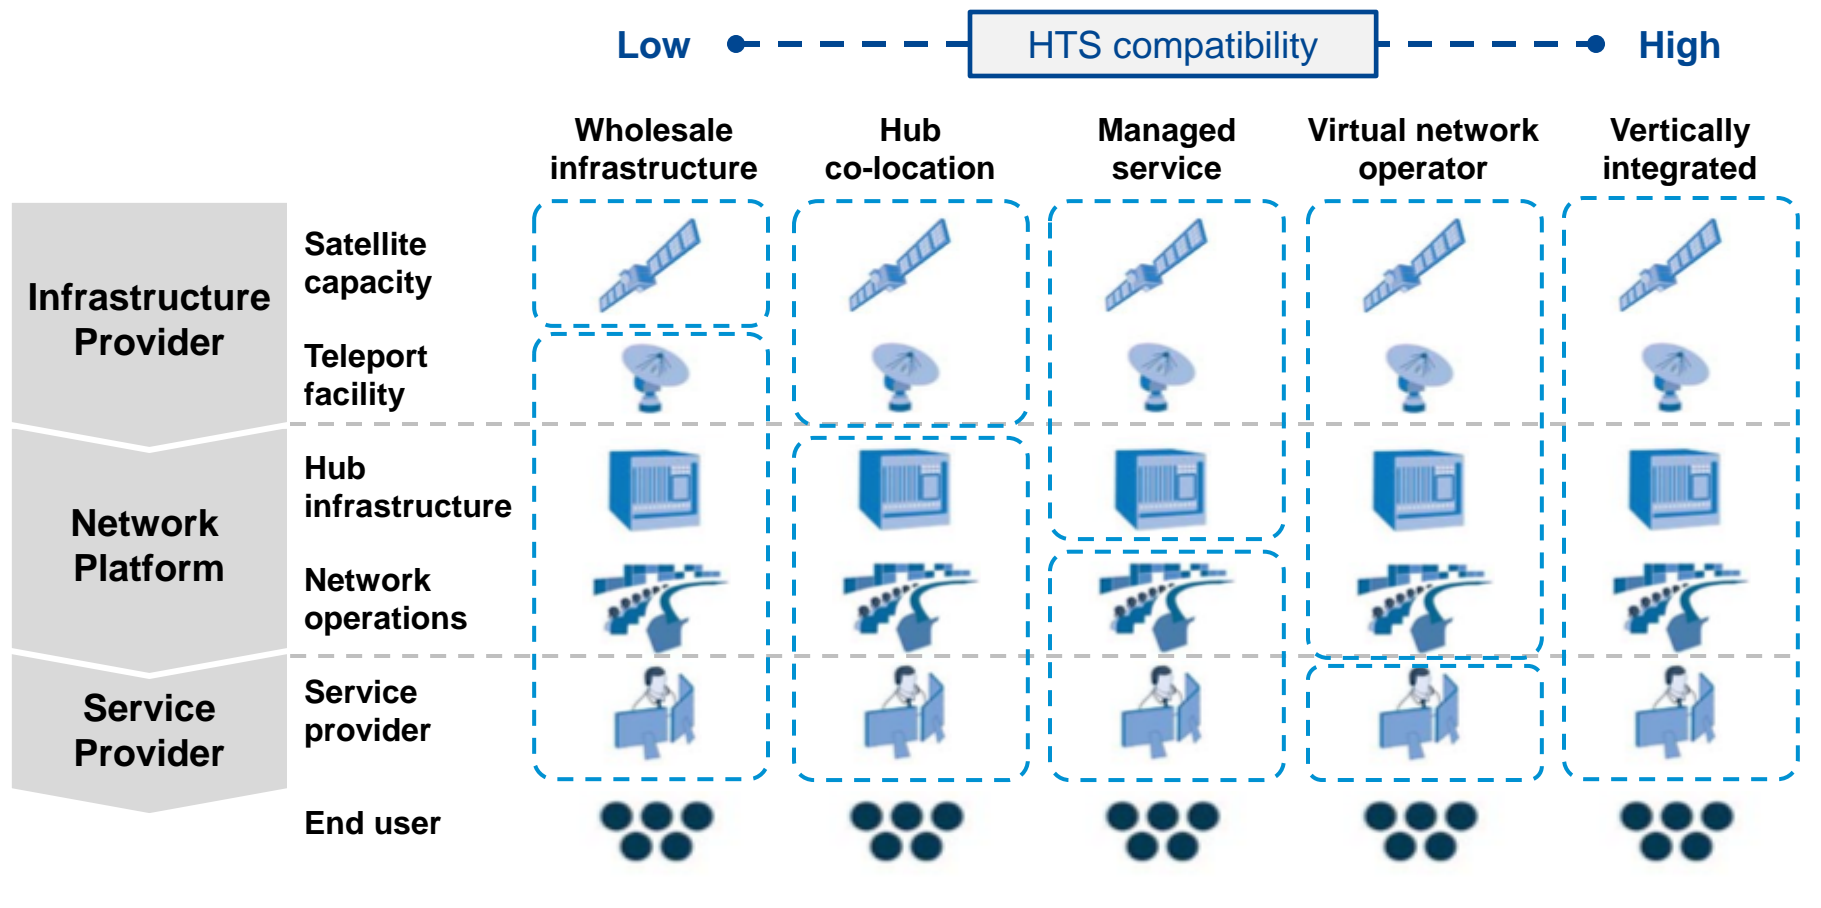 Low
HTS compatibility
High
Wholesale
infrastructure
Hub
co-location
Managed
service
Virtual network
operator
Vertically
integrated
Infrastructure
Provider
Satellite
capacity
Teleport
facility
Network
Platform
Hub
infrastructure
Network
operations
Service
Provider
Service
provider
End user